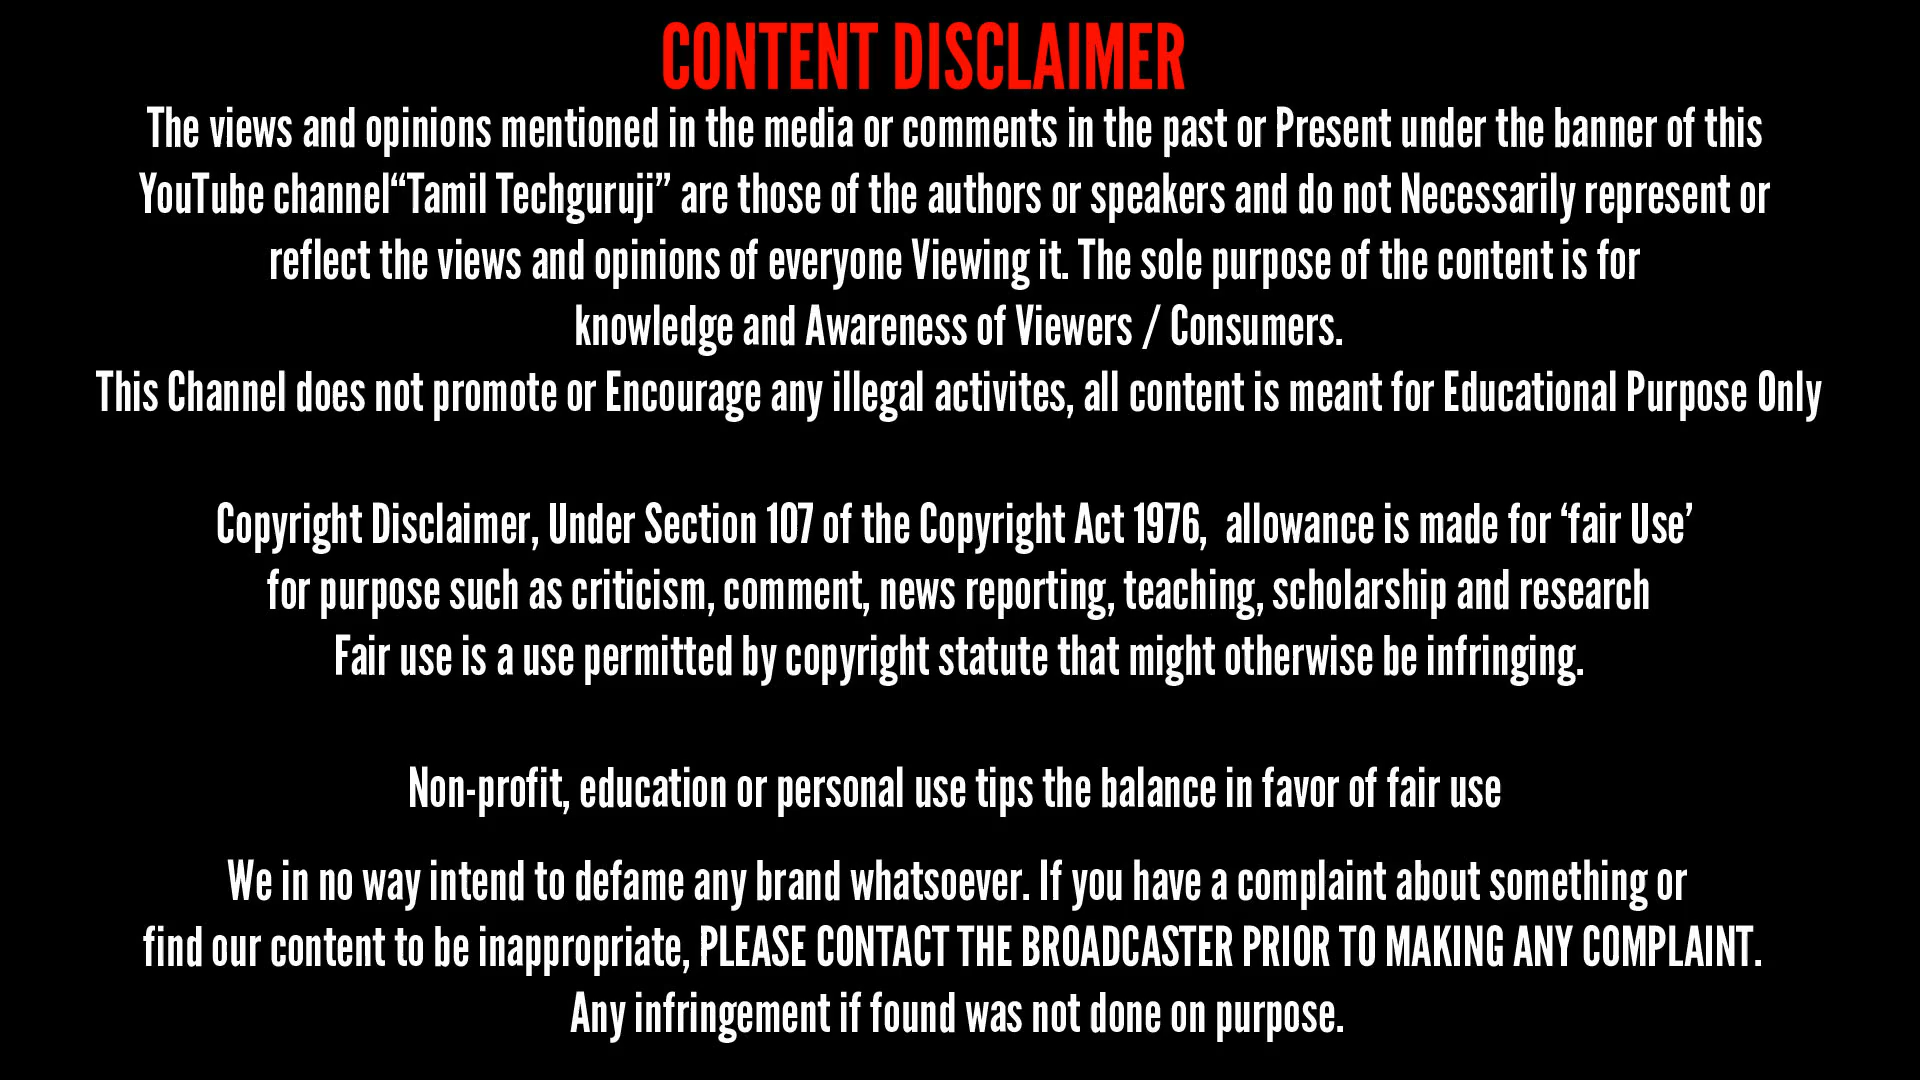 CONTENT DISCLAIMER
The views and opinions mentioned in the media or comments in the past or Present under the banner of this
YouTube channel“Tamil Techguruji” are those of the authors or speakers and do not Necessarily represent or
reflect the views and opinions of everyone Viewing it. The sole purpose of the content is for
knowledge and Awareness of Viewers / Consumers.
This Channel does not promote or Encourage any illegal activites, all content is meant for Educational Purpose Only
Copyright Disclaimer, Under Section 107 of the Copyright Act 1976, allowance is made for ‘fair Use’
for purpose such as criticism, comment, news reporting, teaching, scholarship and research
Fair use is a use permitted by copyright statute that might otherwise be infringing.
Non-profit, education or personal use tips the balance in favor of fair use
We in no way intend to defame any brand whatsoever. If you have a complaint about something or
find our content to be inappropriate, PLEASE CONTACT THE BROADCASTER PRIOR TO MAKING ANY COMPLAINT.
Any infringement if found was not done on purpose.